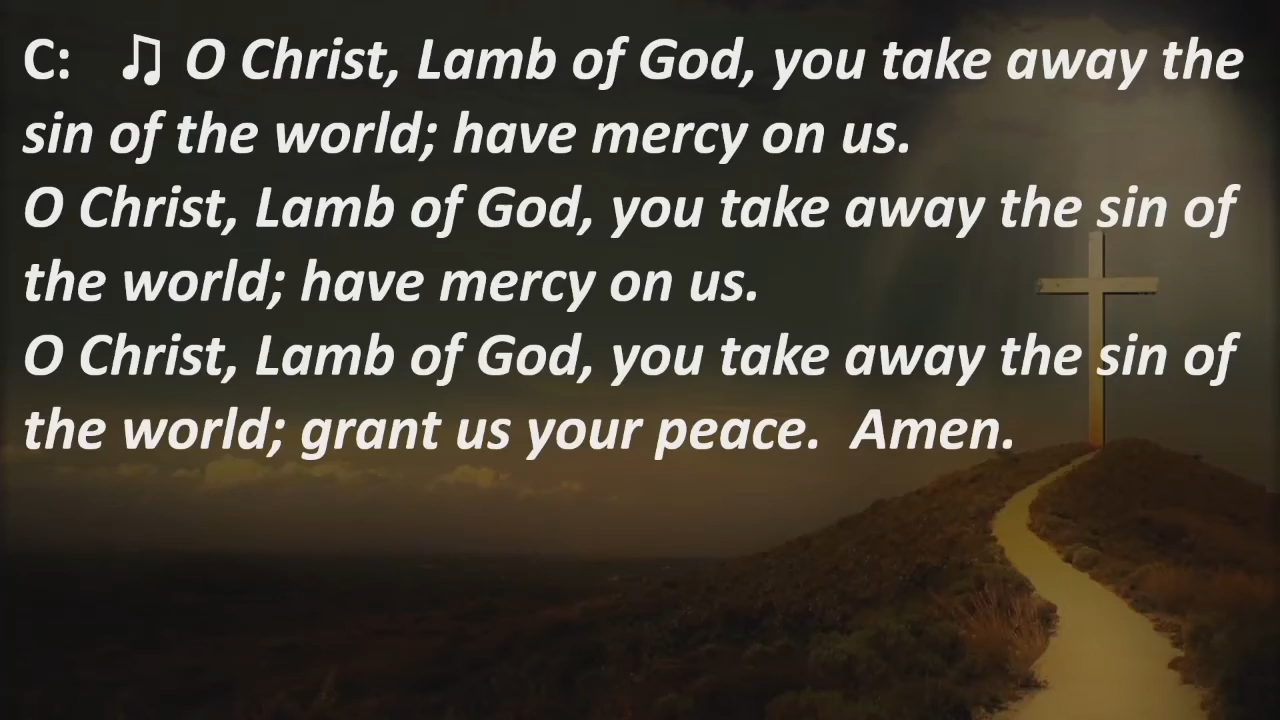 C: ♫ O Christ, Lamb of God, you take away the
sin of the world; have mercy on us.
O Christ, Lamb of God, you take away the sin of
the world; have mercy on us.
O Christ, Lamb of God, you take away the sin of
the world; grant us your peace. Amen.